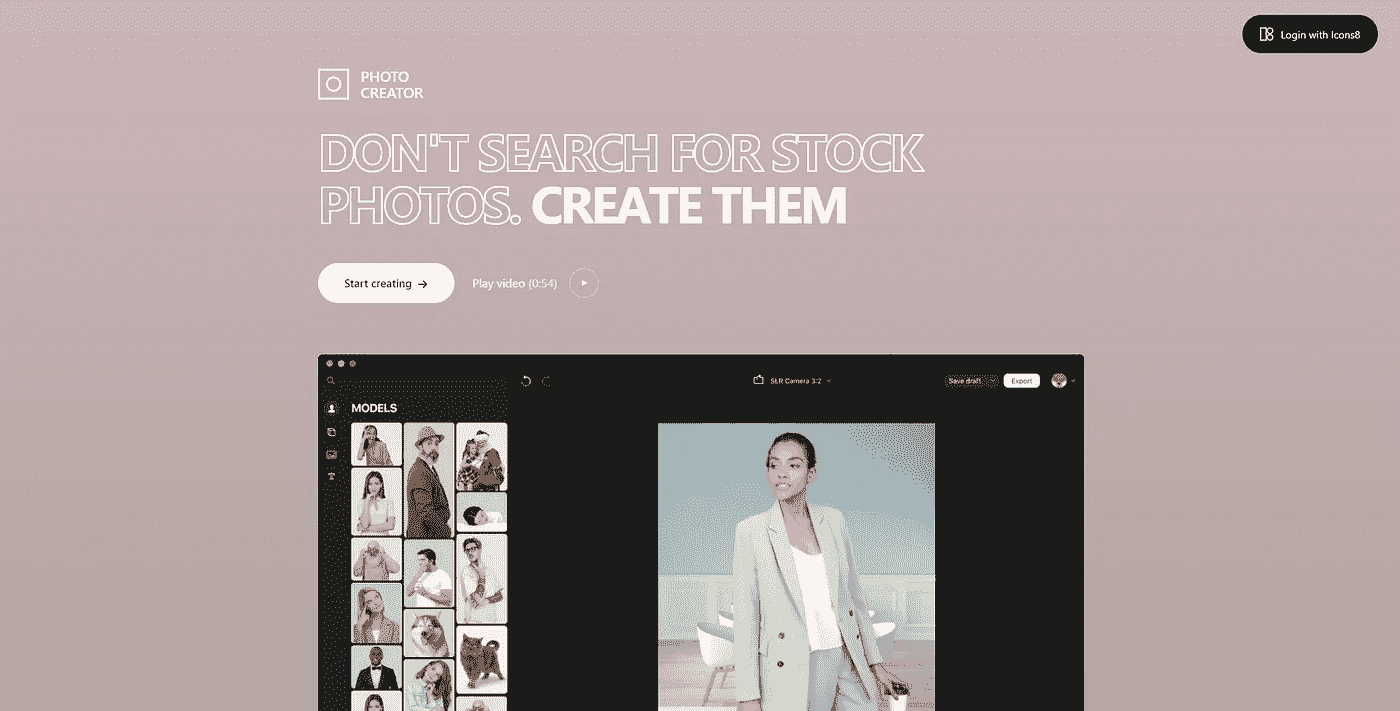 Login with Icons8
PHOTO
CREATOR
DON'T SEARCH FOR STOCK
PHOTOS. CREATE THEM
Start creating →
Play video (0:54)
SLR Camera 3:2
Save draft
Export
MODELS